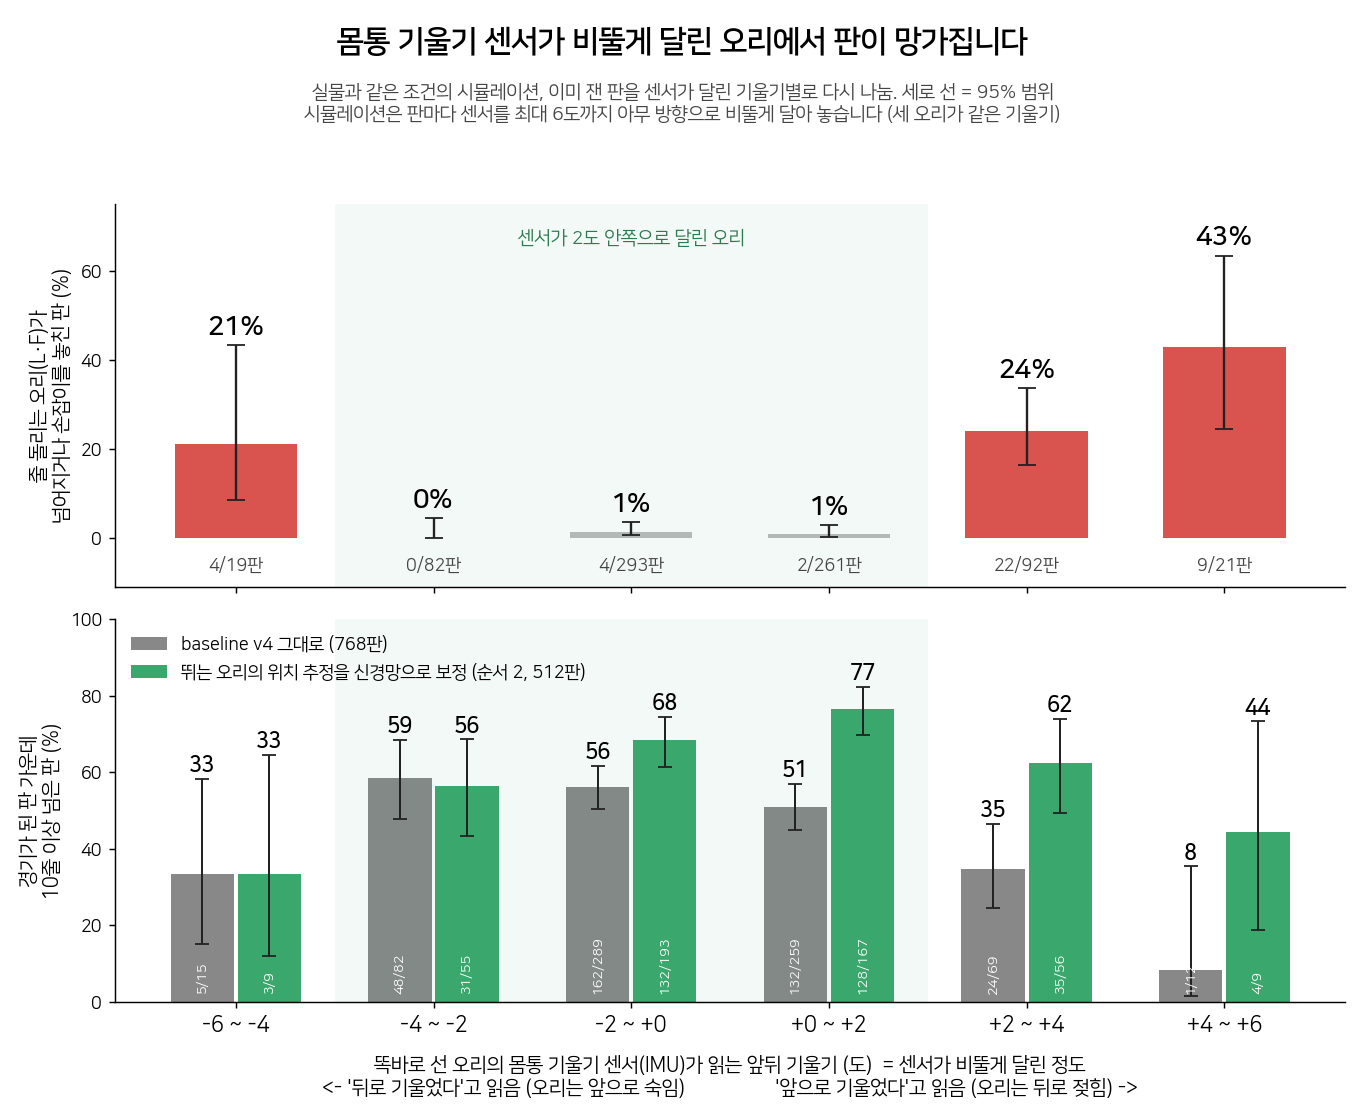 몸통 기울기 센서가 비뚤게 달린 오리에서 판이 망가집니다
실물과 같은 조건의 시뮬레이션, 이미 잰 판을 센서가 달린 기울기별로 다시 나눔. 세로 선 = 95% 범위
시뮬레이션은 판마다 센서를 최대 6도까지 아무 방향으로 비뚤게 달아 놓습니다 (세 오리가 같은 기울기)
줄 돌리는 오리(L·F)가
넘어지거나 손잡이를 놓친 판 (%)
센서가 2도 안쪽으로 달린 오리
60
40
20
0
21%
0%
1%
1%
24%
43%
4/19판
0/82판
4/293판
2/261판
22/92판
9/21판
경기가 된 판 가운데
10줄 이상 넘은 판 (%)
100
80
60
40
20
0
baseline v4 그대로 (768판)
뛰는 오리의 위치 추정을 신경망으로 보정 (순서 2, 512판)
33
33
59
56
56
68
51
77
35
62
8
44
5/15
3/9
48/82
31/55
162/289
132/193
132/259
128/167
24/69
35/56
1/12
4/9
-6 ~ -4
-4 ~ -2
-2 ~ +0
+0 ~ +2
+2 ~ +4
+4 ~ +6
똑바로 선 오리의 몸통 기울기 센서(IMU)가 읽는 앞뒤 기울기 (도) = 센서가 비뚤게 달린 정도
<- '뒤로 기울었다'고 읽음 (오리는 앞으로 숙임) '앞으로 기울었다'고 읽음 (오리는 뒤로 젖힘) ->